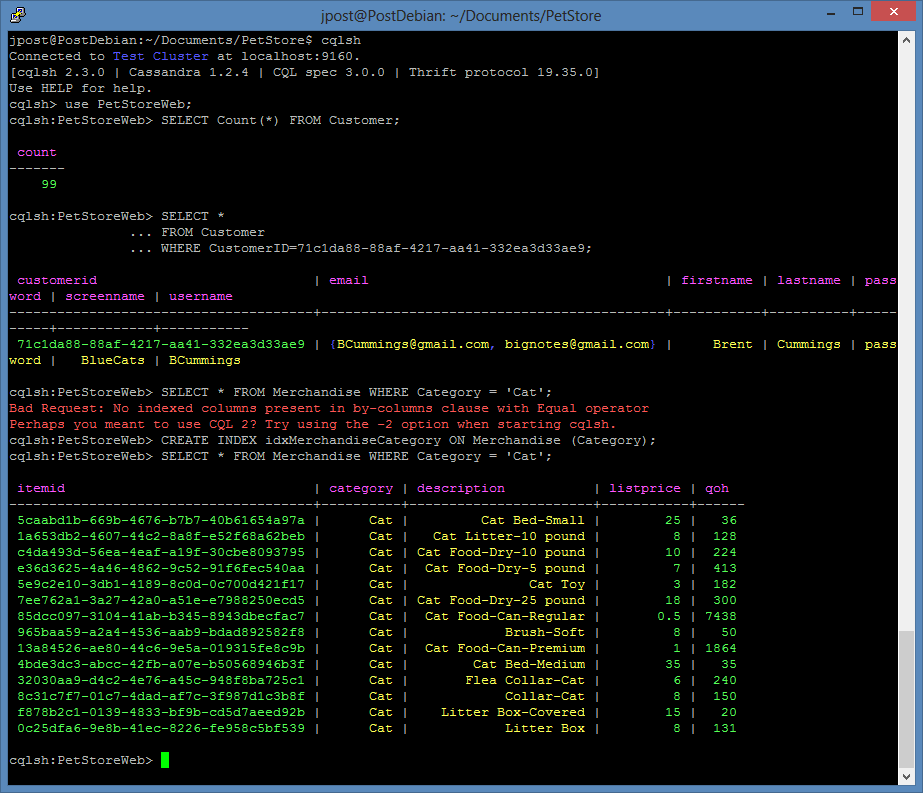 jpost@PostDebian: ~/Documents/PetStore
jpost@PostDebian:~/Documents/PetStore$ cqlsh
Connected to Test Cluster at localhost:9160.
[cqlsh 2.3.0 | Cassandra 1.2.4 | CQL spec 3.0.0 | Thrift protocol 19.35.0]
Use HELP for help.
cqlsh> use PetStoreWeb;
cqlsh:PetStoreWeb> SELECT Count(*) FROM Customer;
 count
-------
    99
cqlsh:PetStoreWeb> SELECT *
               ... FROM Customer
               ... WHERE CustomerID=71c1da88-88af-4217-aa41-332ea3d33ae9;
 customerid                           | email                                     | firstname | lastname | pass
word | screenname | username
--------------------------------------+-------------------------------------------+-----------+----------+-----
-----+------------+-----------
 71c1da88-88af-4217-aa41-332ea3d33ae9 | {BCummings@gmail.com, bignotes@gmail.com} |     Brent | Cummings | pass
word |   BlueCats | BCummings
cqlsh:PetStoreWeb> SELECT * FROM Merchandise WHERE Category = 'Cat';
Bad Request: No indexed columns present in by-columns clause with Equal operator
Perhaps you meant to use CQL 2? Try using the -2 option when starting cqlsh.
cqlsh:PetStoreWeb> CREATE INDEX idxMerchandiseCategory ON Merchandise (Category);
cqlsh:PetStoreWeb> SELECT * FROM Merchandise WHERE Category = 'Cat';
 itemid                               | category | description           | listprice | qoh
--------------------------------------+----------+-----------------------+-----------+------
 5caabd1b-669b-4676-b7b7-40b61654a97a |      Cat |         Cat Bed-Small |        25 |   36
 1a653db2-4607-44c2-8a8f-e52f68a62beb |      Cat |  Cat Litter-10 pound |         8 |  128
 c4da493d-56ea-4eaf-a19f-30cbe8093795 |      Cat | Cat Food-Dry-10 pound |        10 |  224
 e36d3625-4a46-4862-9c52-91f6fec540aa |      Cat |  Cat Food-Dry-5 pound |         7 |  413
 5e9c2e10-3db1-4189-8c0d-0c700d421f17 |      Cat |               Cat Toy |         3 |  182
 7ee762a1-3a27-42a0-a51e-e7988250ecd5 |      Cat | Cat Food-Dry-25 pound |        18 |  300
 85dcc097-3104-41ab-b345-8943dbecfac7 |      Cat |  Cat Food-Can-Regular |       0.5 | 7438
 965baa59-a2a4-4536-aab9-bdad892582f8 |      Cat |            Brush-Soft |         8 |   50
 13a84526-ae80-44c6-9e5a-019315fe8c9b |      Cat |  Cat Food-Can-Premium |         1 | 1864
 4bde3dc3-abcc-42fb-a07e-b50568946b3f |      Cat |        Cat Bed-Medium |        35 |   35
 32030aa9-d4c2-4e76-a45c-948f8ba725c1 |      Cat |       Flea Collar-Cat |         6 |  240
 8c31c7f7-01c7-4dad-af7c-3f987d1c3b8f |      Cat |            Collar-Cat |         8 |  150
 f878b2c1-0139-4833-bf9b-cd5d7aeed92b |      Cat |    Litter Box-Covered |        15 |   20
 0c25dfa6-9e8b-41ec-8226-fe958c5bf539 |      Cat |            Litter Box |         8 |  131
cqlsh:PetStoreWeb>